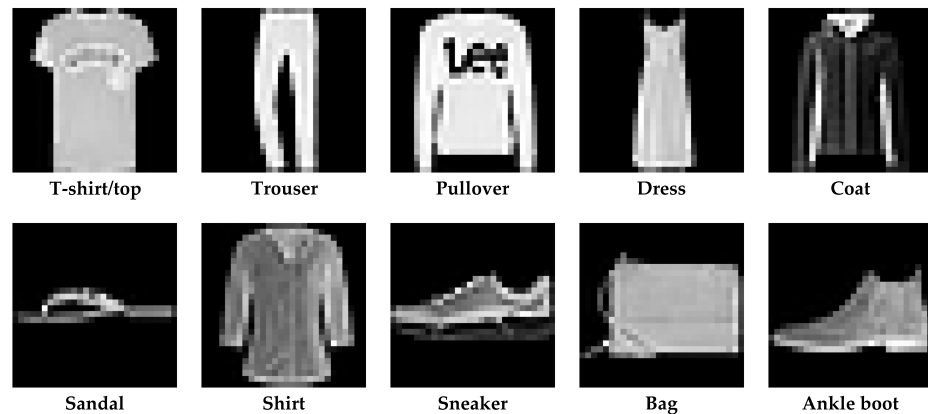 Lee
T-shirt/top Trouser Pullover Dress Coat
Sandal Shirt Sneaker Bag Ankle boot